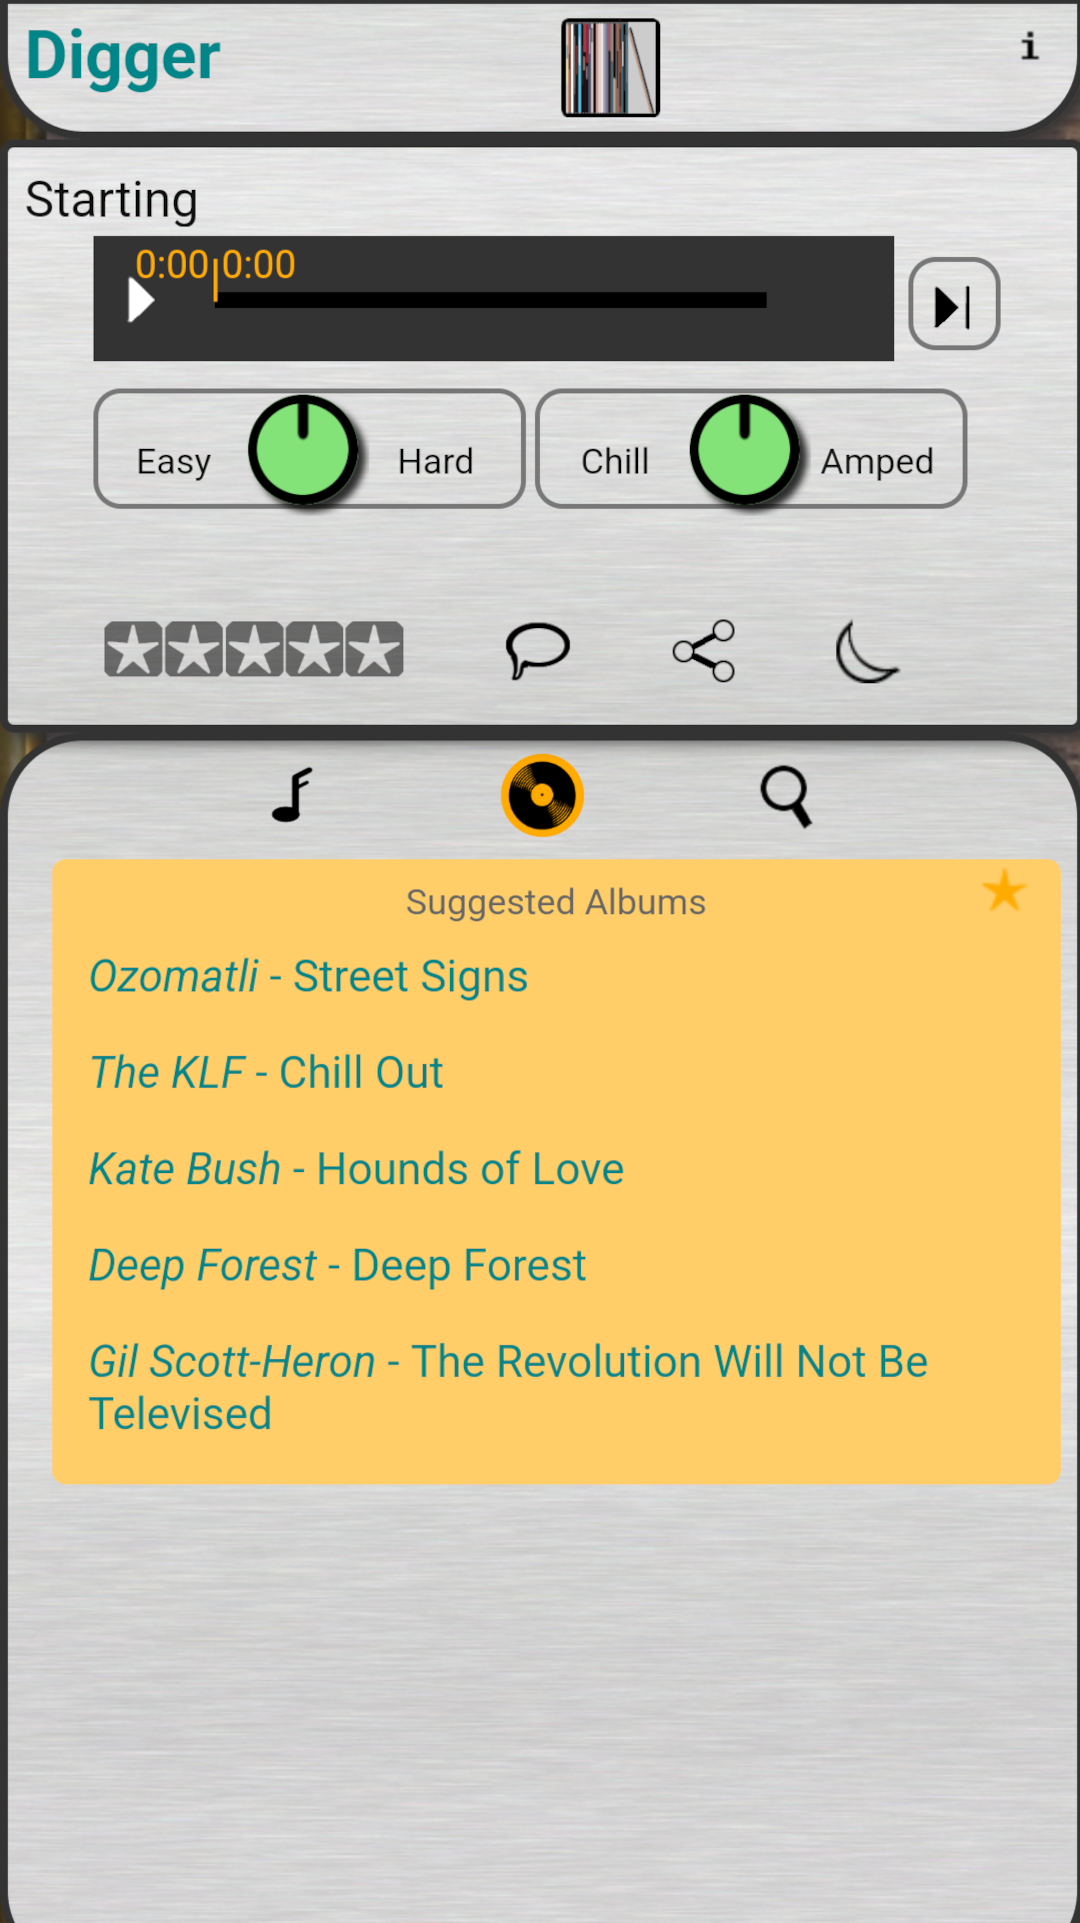 Digger
i
Starting
0:00 0:00
Easy Hard Chill Amped
Suggested Albums
Ozomatli - Street Signs
The KLF - Chill Out
Kate Bush - Hounds of Love
Deep Forest - Deep Forest
Gil Scott-Heron - The Revolution Will Not Be
Televised